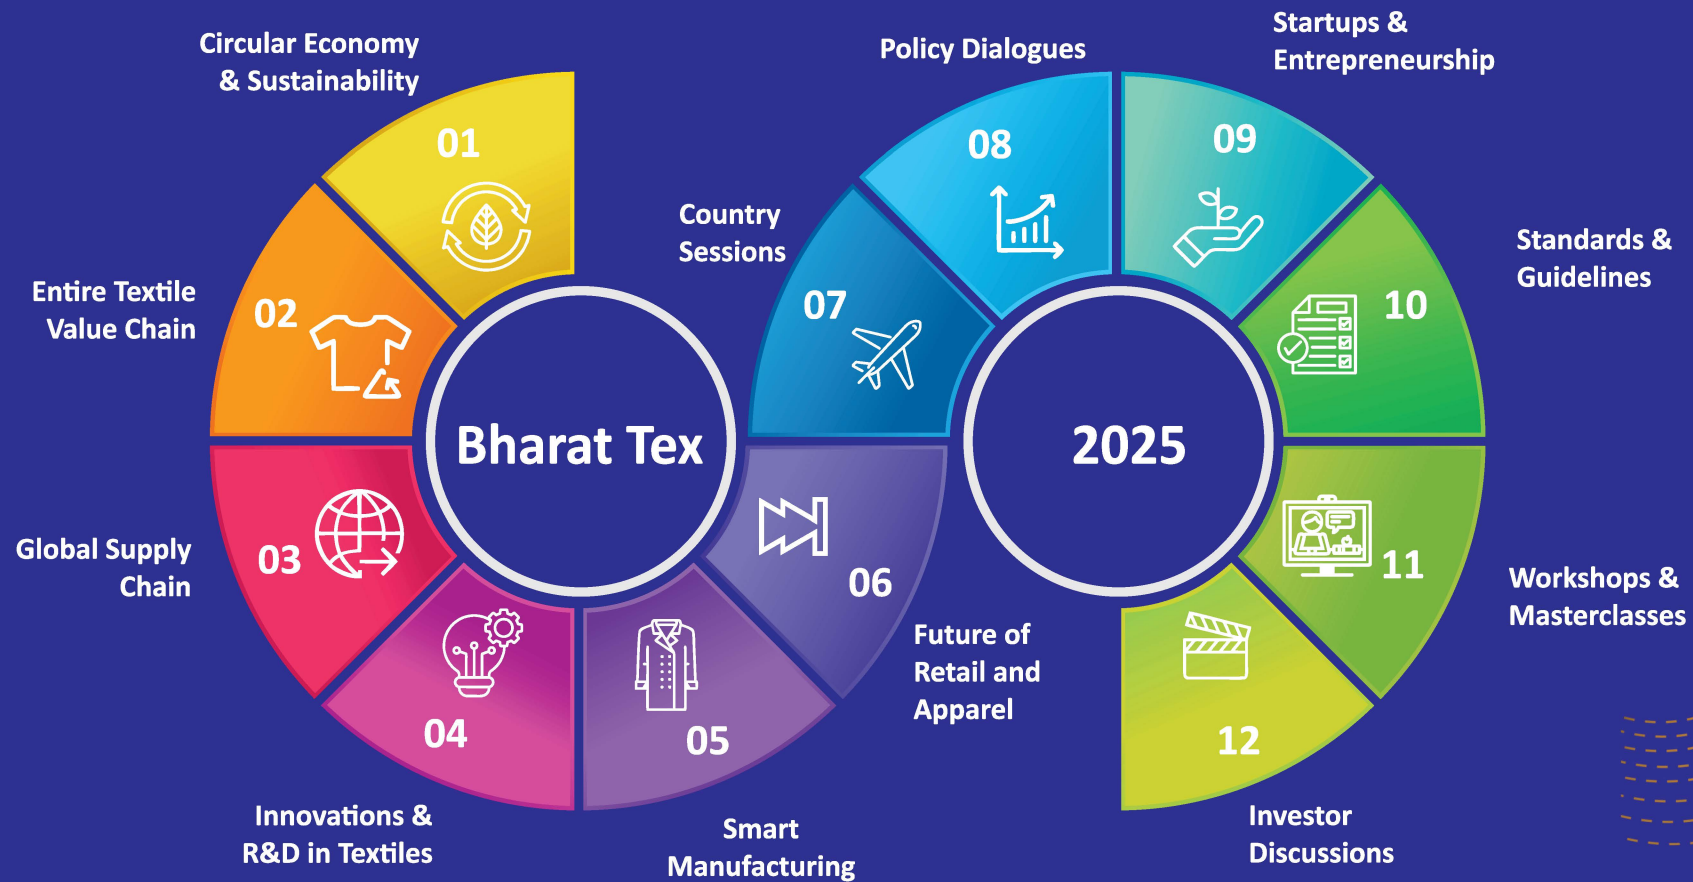 Circular Economy
& Sustainability
01
Entire Textile
Value Chain
02
Global Supply
Chain
03
Innovations &
R&D in Textiles
04
Smart
Manufacturing
05
Future of
Retail and
Apparel
06
Country
Sessions
07
Policy Dialogues
08
Startups &
Entrepreneurship
09
Standards &
Guidelines
10
Workshops &
Masterclasses
11
Investor
Discussions
12
Bharat Tex
2025